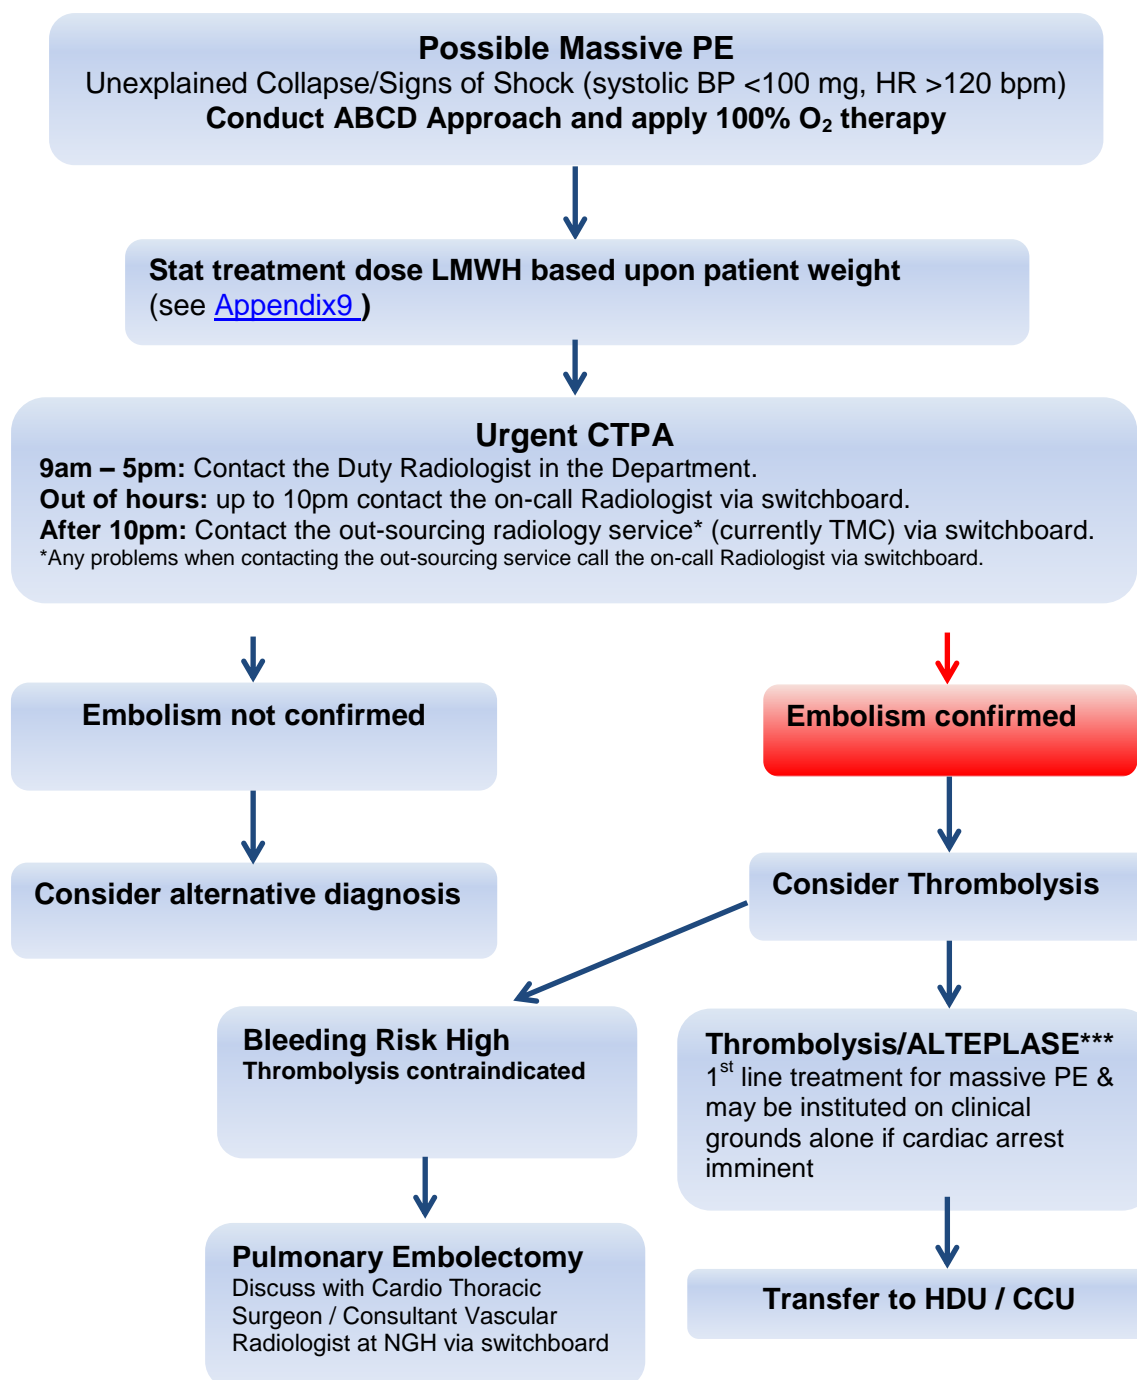 Possible Massive PE
Unexplained Collapse/Signs of Shock (systolic BP <100 mg, HR >120 bpm)
Conduct ABCD Approach and apply 100% O2 therapy
Stat treatment dose LMWH based upon patient weight
(see Appendix9 )
Urgent CTPA
9am – 5pm: Contact the Duty Radiologist in the Department.
Out of hours: up to 10pm contact the on-call Radiologist via switchboard.
After 10pm: Contact the out-sourcing radiology service* (currently TMC) via switchboard.
*Any problems when contacting the out-sourcing service call the on-call Radiologist via switchboard.
Embolism not confirmed
Embolism confirmed
Consider alternative diagnosis
Consider Thrombolysis
Bleeding Risk High
Thrombolysis contraindicated
Thrombolysis/ALTEPLASE***
1st line treatment for massive PE &
may be instituted on clinical
grounds alone if cardiac arrest
imminent
Pulmonary Embolectomy
Discuss with Cardio Thoracic
Surgeon / Consultant Vascular
Radiologist at NGH via switchboard
Transfer to HDU / CCU